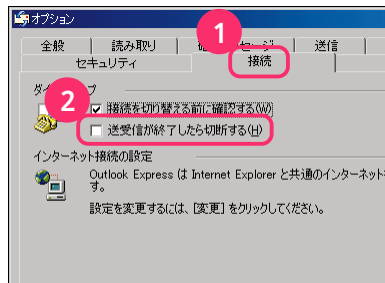 オプション
1
全般 読み取り 送信
セキュリティ 接続
2
接続を切り替える前に確認する(W)
送受信が終了したら切断する(H)
インターネット接続の設定
Outlook Express は Internet Explorer と共通のインターネット
す。
設定を変更するには、[変更] をクリックしてください。